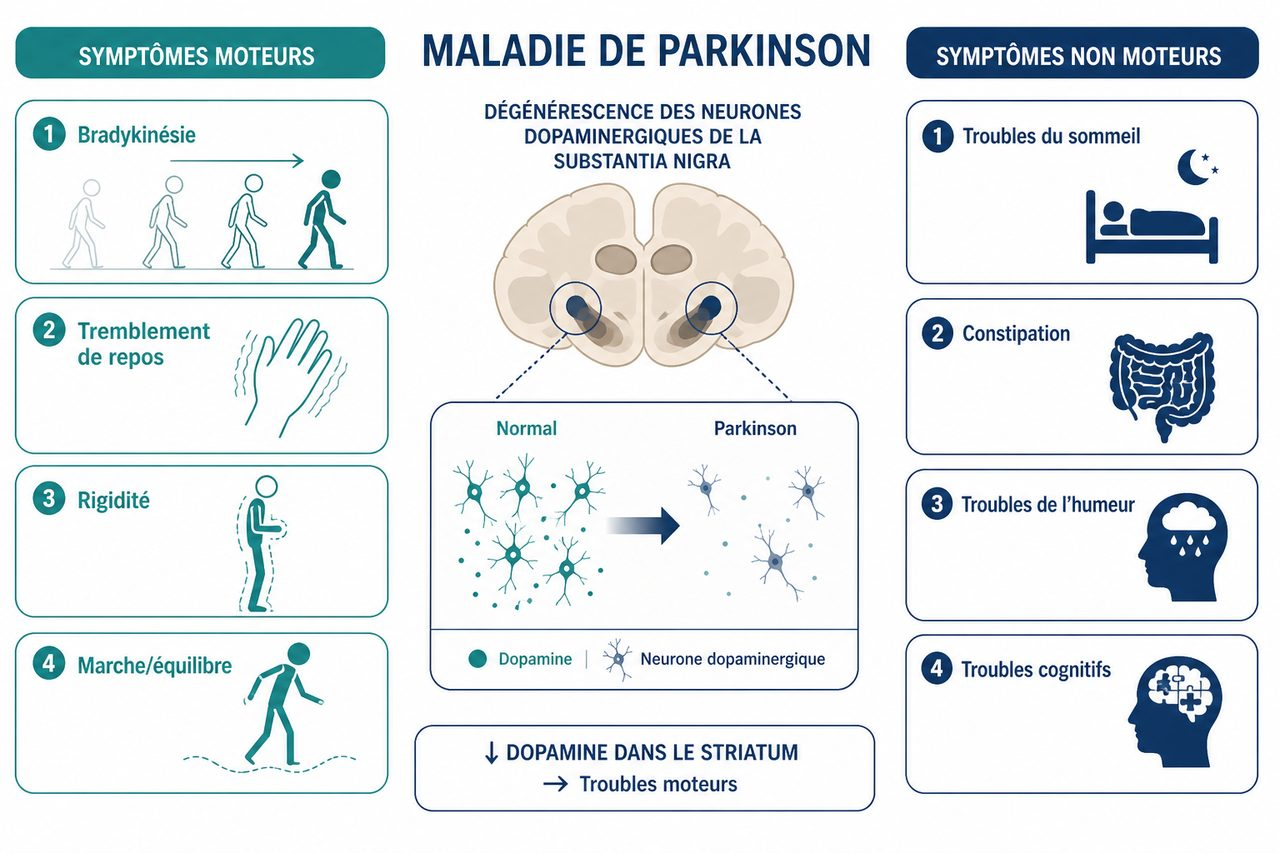 SYMPTÔMES MOTEURS
1 Bradykinésie
2 Tremblement
de repos
3 Rigidité
4 Marche/équilibre
MALADIE DE PARKINSON
DÉGÉNÉRESCENCE DES NEURONES
DOPAMINERGIQUES DE LA
SUBSTANTIA NIGRA
Normal
Parkinson
Dopamine | Neurone dopaminergique
↓ DOPAMINE DANS LE STRIATUM
→ Troubles moteurs
SYMPTÔMES NON MOTEURS
1 Troubles du sommeil
2 Constipation
3 Troubles de l'humeur
4 Troubles cognitifs